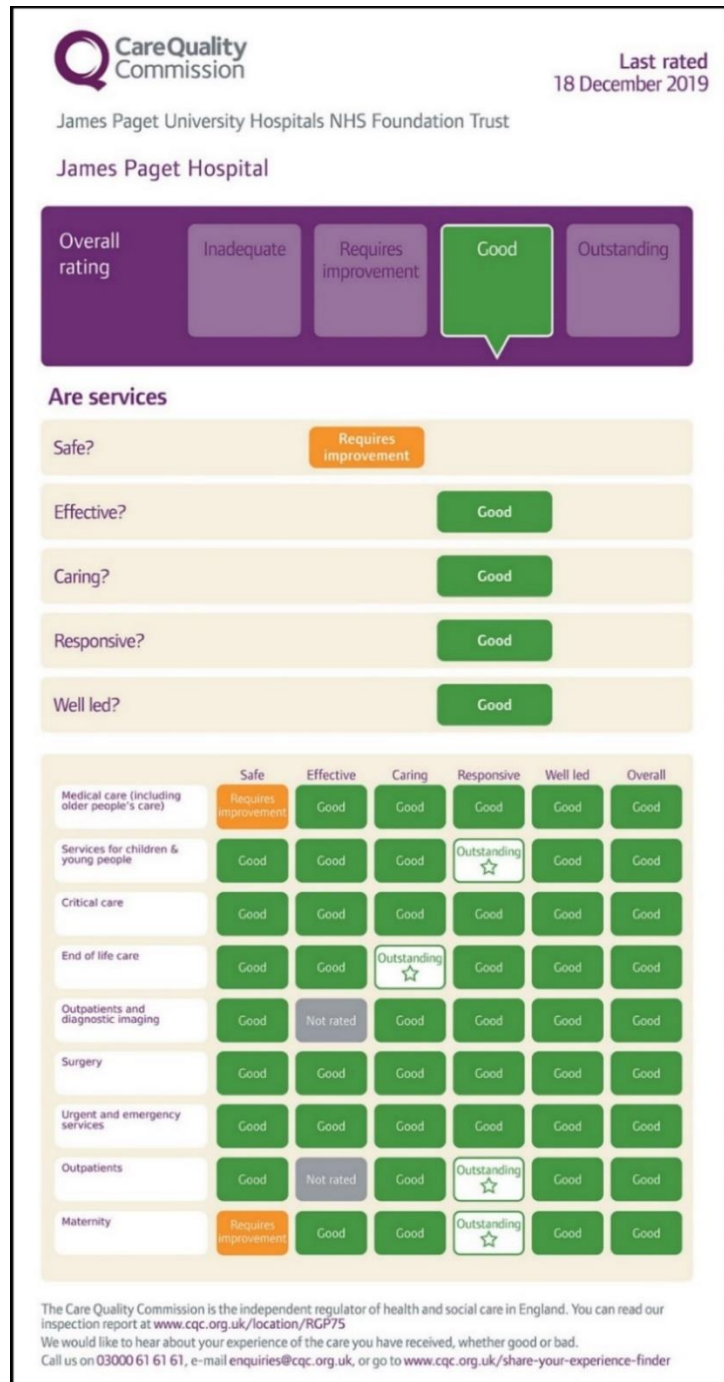 CareQuality
Commission
Last rated
18 December 2019
James Paget University Hospitals NHS Foundation Trust
James Paget Hospital
Overall
rating
Inadequate
Requires
improvement
Good
Outstanding
Are services
Safe?
Requires
improvement
Effective?
Good
Caring?
Good
Responsive?
Good
Well led?
Good
Safe Effective Caring Responsive Well led Overall
Medical care (including
older people's care)
Requires
improvement
Good Good Good Good Good
Services for children &
young people
Good Good Good Outstanding Good Good
Critical care
Good Good Good Good Good Good
End of life care
Good Good Outstanding Good Good Good
Outpatients and
diagnostic imaging
Good Not rated Good Good Good Good
Surgery
Good Good Good Good Good Good
Urgent and emergency
services
Good Good Good Good Good Good
Outpatients
Good Not rated Good Outstanding Good Good
Maternity
Requires
improvement
Good Good Outstanding Good Good
The Care Quality Commission is the independent regulator of health and social care in England. You can read our
inspection report at www.cqc.org.uk/location/RGP75
We would like to hear about your experience of the care you have received, whether good or bad.
Call us on 03000 61 61 61, e-mail enquiries@cqc.org.uk, or go to www.cqc.org.uk/share-your-experience-finder